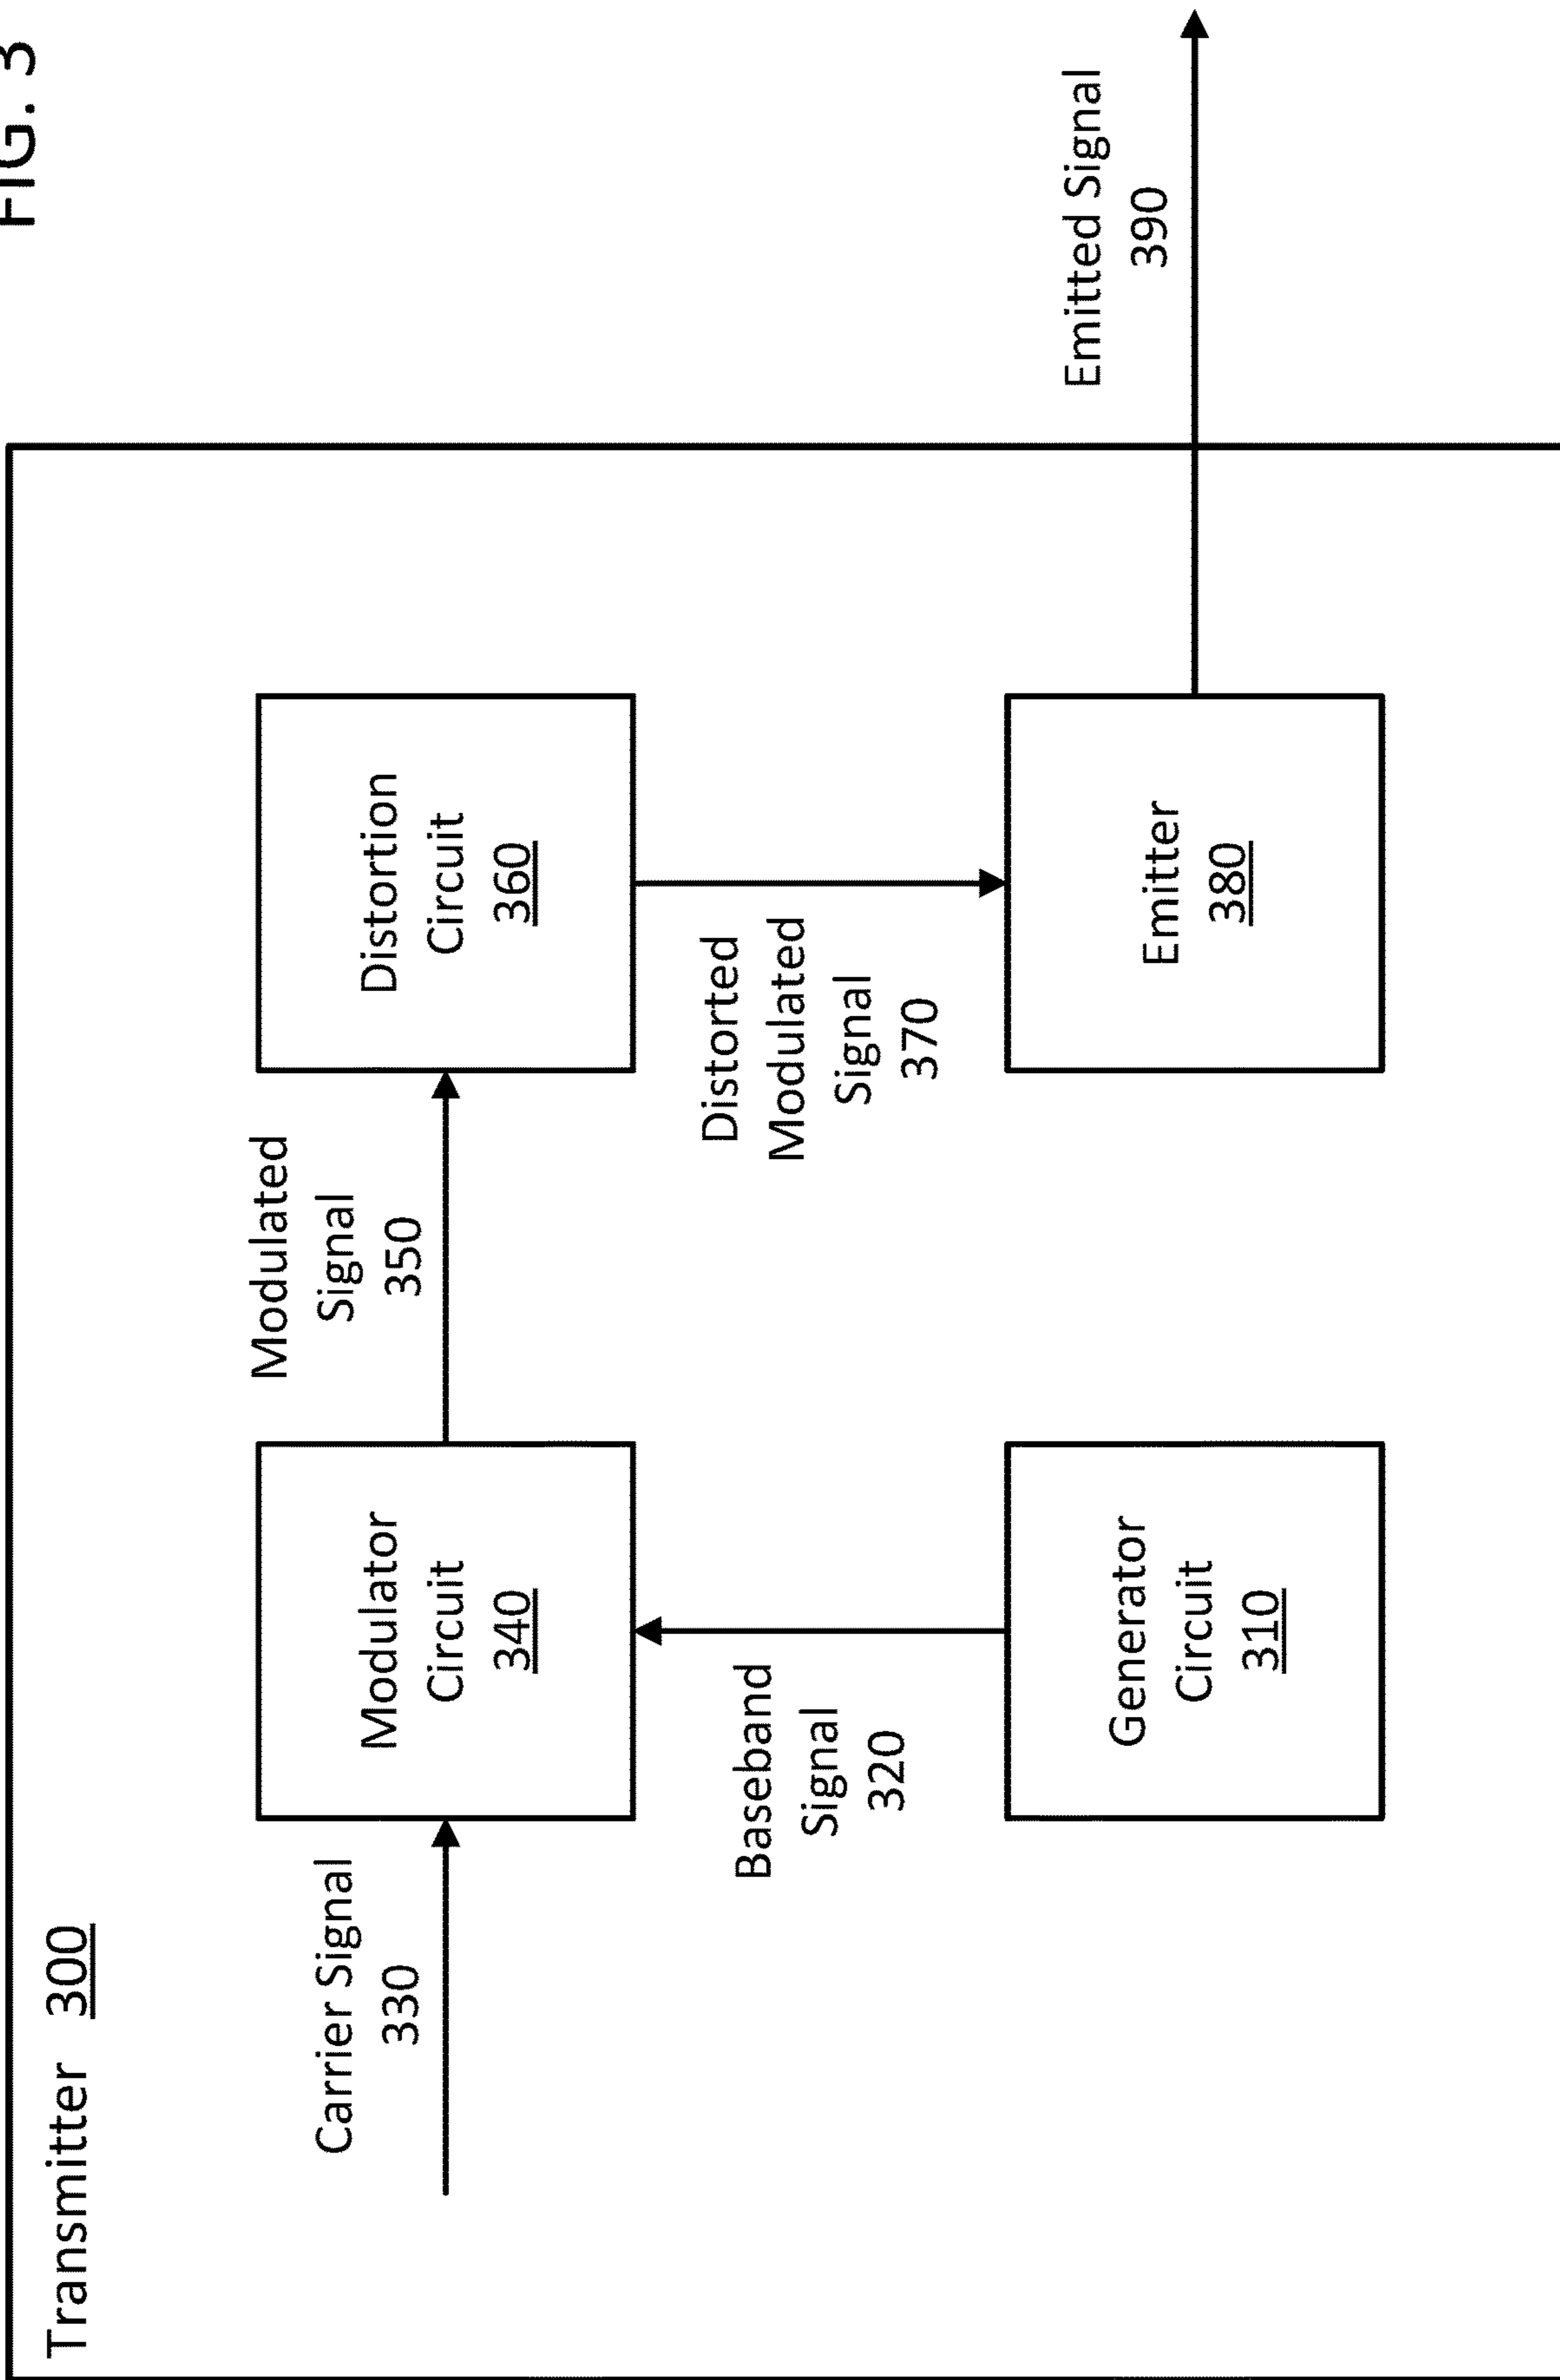 FIG. 3
Transmitter 300
Carrier Signal
330
Modulator
Circuit
340
Modulated
Signal
350
Distortion
Circuit
360
Baseband
Signal
320
Distorted
Modulated
Signal
370
Generator
Circuit
310
Emitter
380
Emitted Signal
390